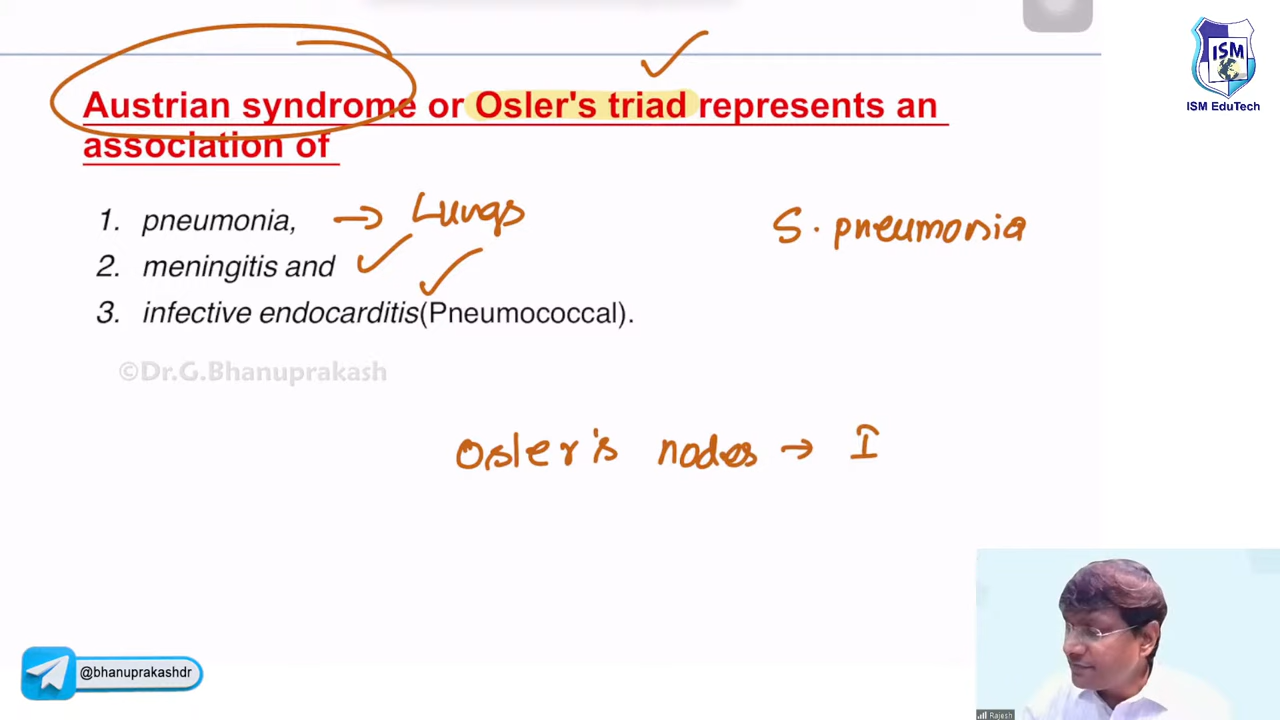 ISM
ISM EduTech
Austrian syndrome or Osler's triad represents an
association of
1. pneumonia, → Lungs
S. pneumonia
2. meningitis and
3. infective endocarditis(Pneumococcal).
©Dr.G.Bhanuprakash
Osler's nodes → I
@bhanuprakashdr
Rajesh